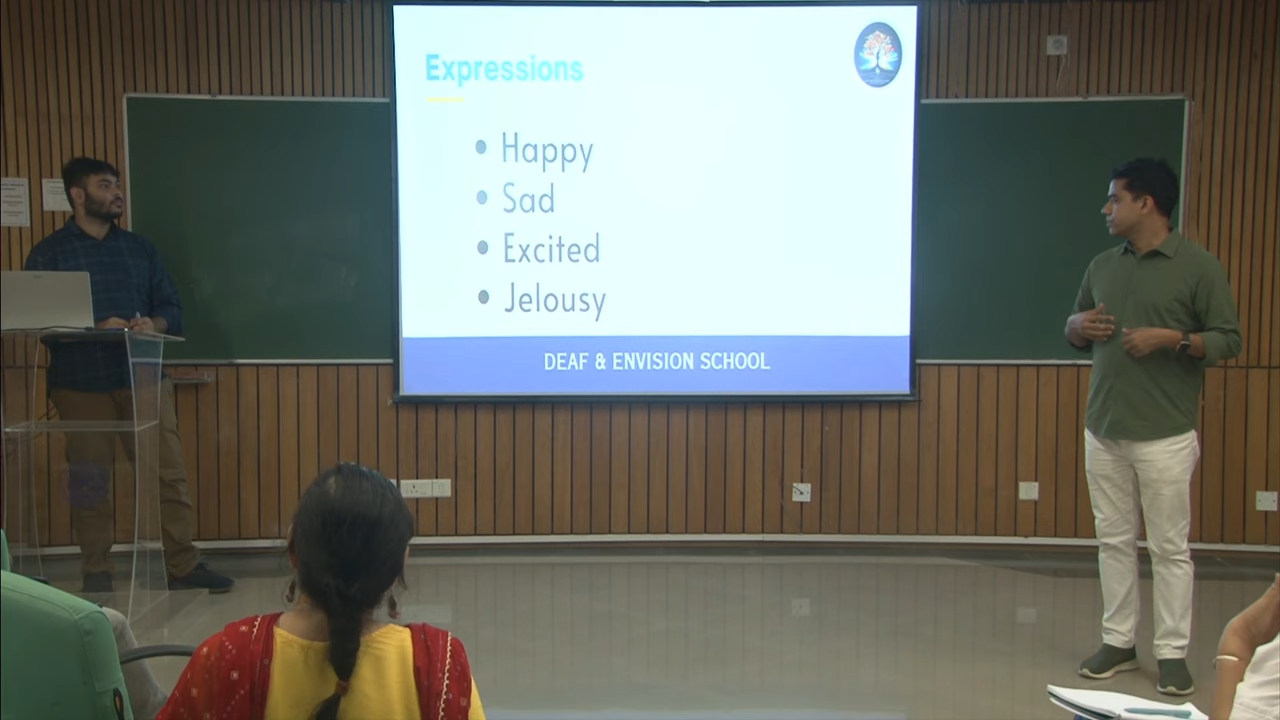 Expressions
• Happy
• Sad
• Excited
• Jelousy
DEAF & ENVISION SCHOOL